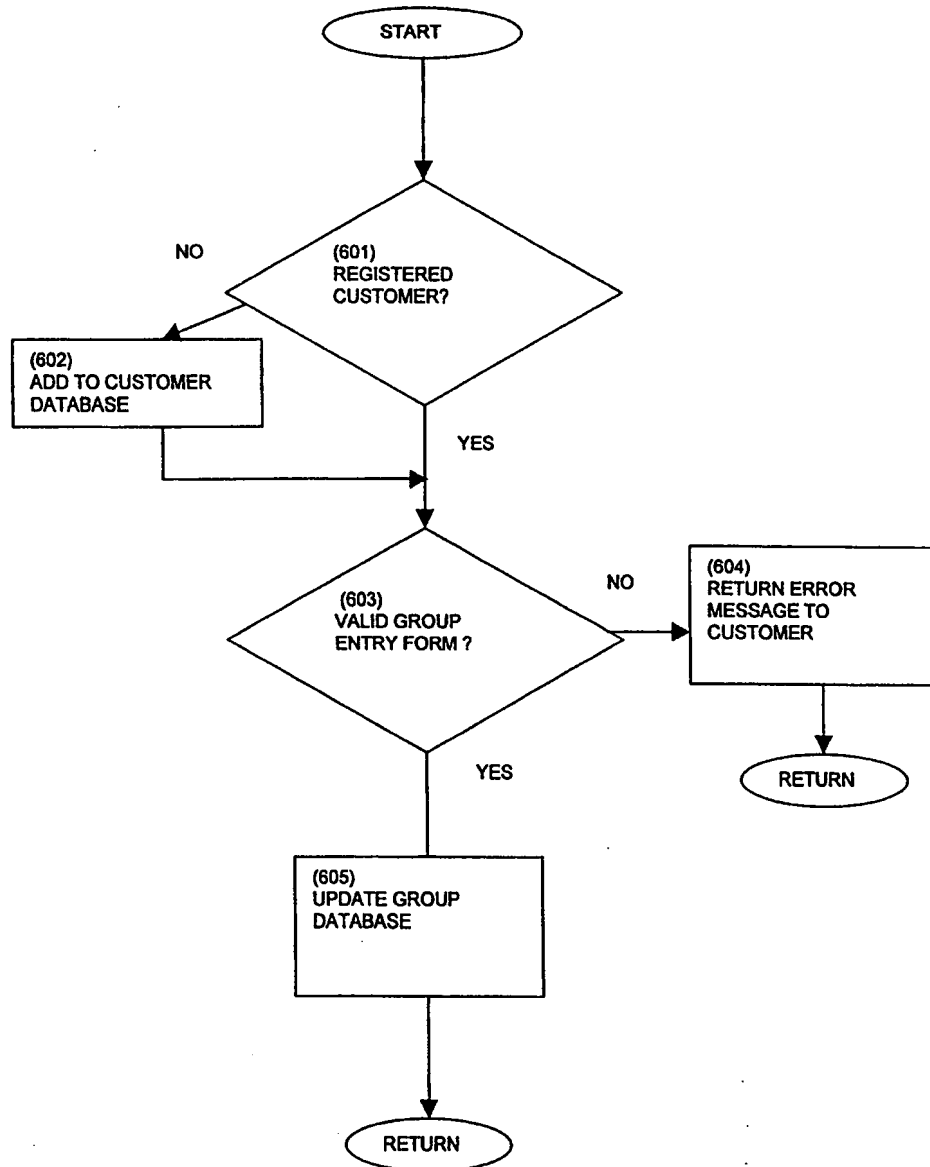 START
NO
(601)
REGISTERED
CUSTOMER?
(602)
ADD TO CUSTOMER
DATABASE
YES
(603)
VALID GROUP
ENTRY FORM ?
NO
(604)
RETURN ERROR
MESSAGE TO
CUSTOMER
YES
RETURN
(605)
UPDATE GROUP
DATABASE
RETURN